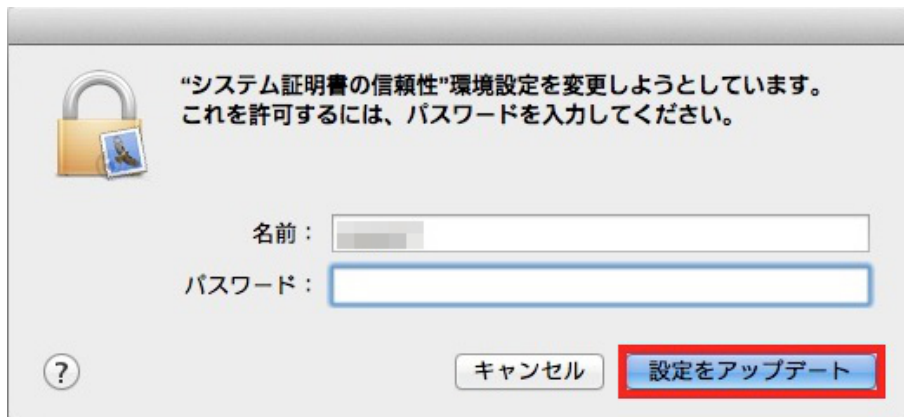 “システム証明書の信頼性”環境設定を変更しようとしています。
これを許可するには、パスワードを入力してください。
名前：
パスワード：
?
キャンセル
設定をアップデート